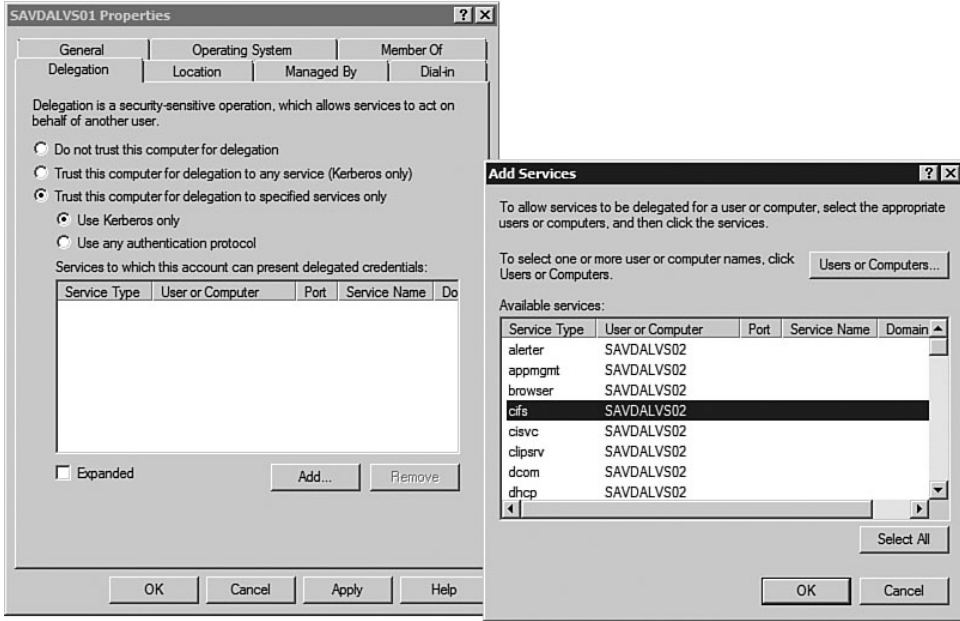 SAVDALVS01 Properties
General Operating System Member Of
Delegation Location Managed By Dial-in
Delegation is a security-sensitive operation, which allows services to act on
behalf of another user.
Do not trust this computer for delegation
Trust this computer for delegation to any service (Kerberos only)
Trust this computer for delegation to specified services only
Use Kerberos only
Use any authentication protocol
Services to which this account can present delegated credentials:
Service Type User or Computer Port Service Name Do
Expanded Add... Remove
OK Cancel Apply Help
Add Services
To allow services to be delegated for a user or computer, select the appropriate
users or computers, and then click the services.
To select one or more user or computer names, click
Users or Computers.
Users or Computers...
Available services:
Service Type User or Computer Port Service Name Domain
alerter SAVDALVS02
appmgmt SAVDALVS02
browser SAVDALVS02
cifs SAVDALVS02
cisvc SAVDALVS02
clipsrv SAVDALVS02
dcom SAVDALVS02
dhcp SAVDALVS02
Select All
OK Cancel